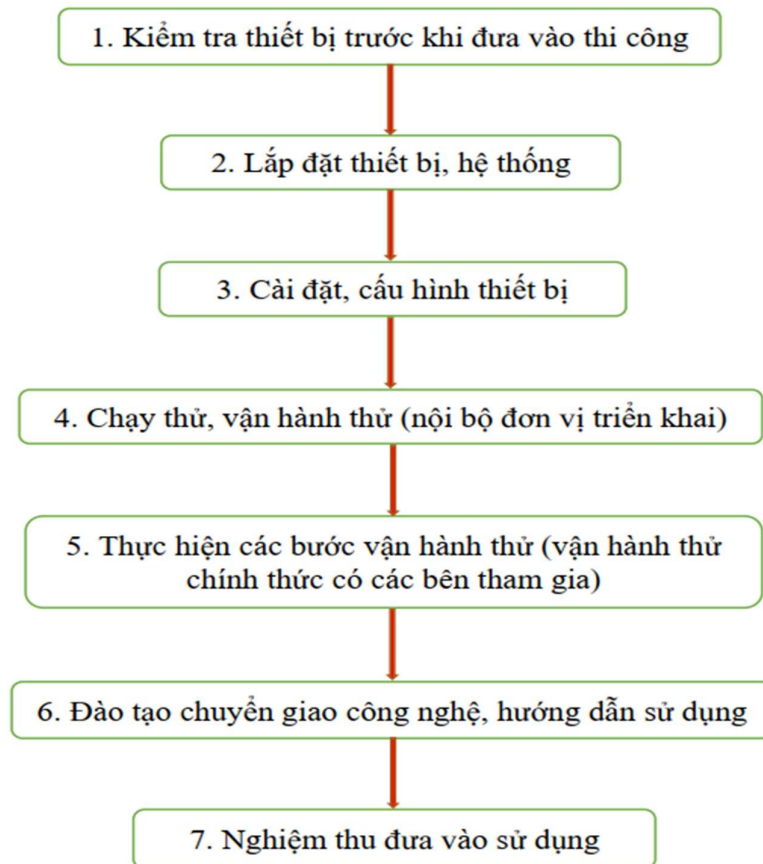 1. Kiểm tra thiết bị trước khi đưa vào thi công
2. Lắp đặt thiết bị, hệ thống
3. Cài đặt, cấu hình thiết bị
4. Chạy thử, vận hành thử (nội bộ đơn vị triển khai)
5. Thực hiện các bước vận hành thử (vận hành thử
chính thức có các bên tham gia)
6. Đào tạo chuyển giao công nghệ, hướng dẫn sử dụng
7. Nghiệm thu đưa vào sử dụng